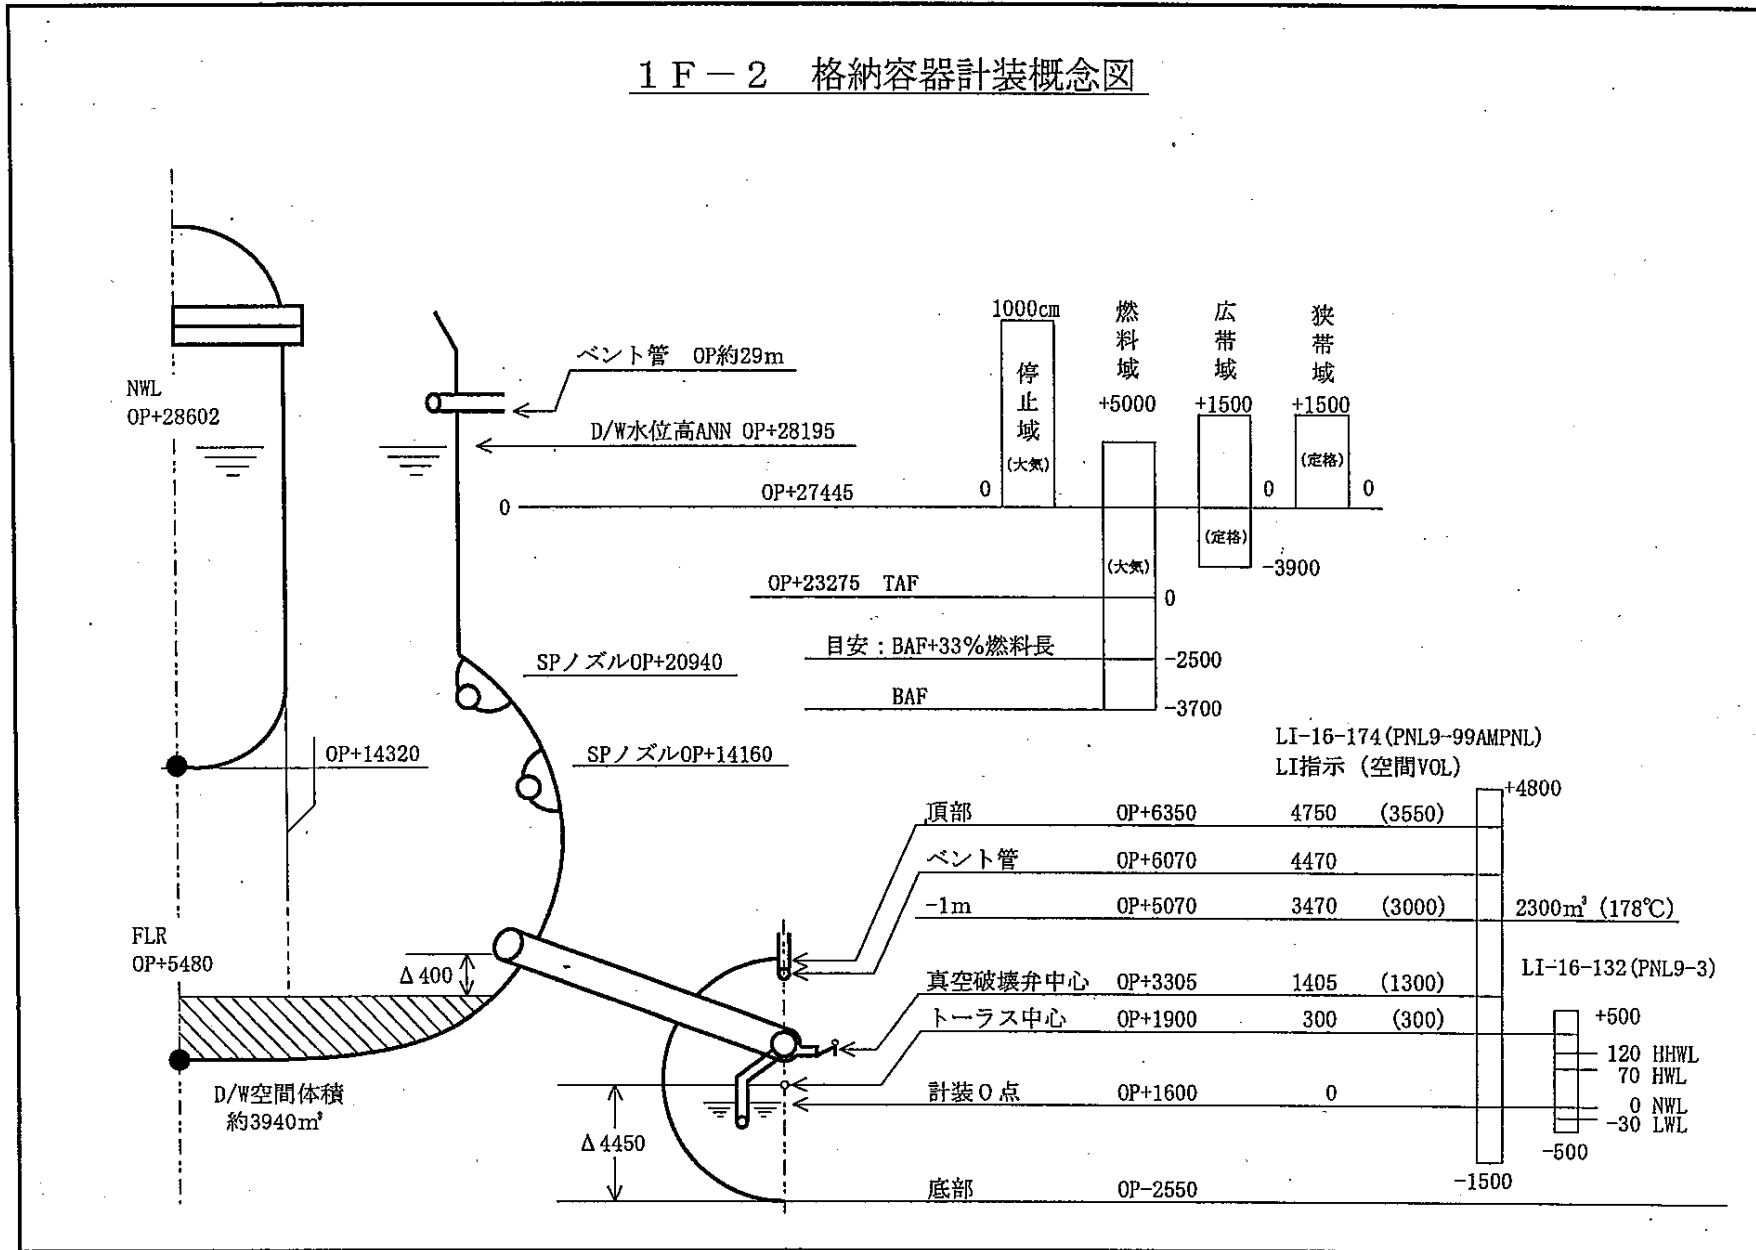 1F-2 格納容器計装概念図
NWL
OP+28602
ベント管 OP約29m
D/W水位高ANN OP+28195
0
OP+27445
1000cm
停止域
(大気)
0
燃料域
+5000
(大気)
広帯域
+1500
0
(定格)
-3900
狭帯域
+1500
(定格)
0
OP+23275 TAF
0
目安:BAF+33%燃料長
-2500
BAF
-3700
SPノズルOP+20940
OP+14320
SPノズルOP+14160
LI-16-174(PNL9-99AMPNL)
LI指示 (空間VOL)
+4800
頂部 OP+6350 4750 (3550)
ベント管 OP+6070 4470
-1m OP+5070 3470 (3000) 2300m³(178℃)
FLR
OP+5480
Δ400
LI-16-132(PNL9-3)
真空破壊弁中心 OP+3305 1405 (1300)
トーラス中心 OP+1900 300 (300)
+500
120 HHWL
70 HWL
計装0点 OP+1600 0
0 NWL
-30 LWL
-500
D/W空間体積
約3940m³
Δ4450
底部 OP-2550
-1500